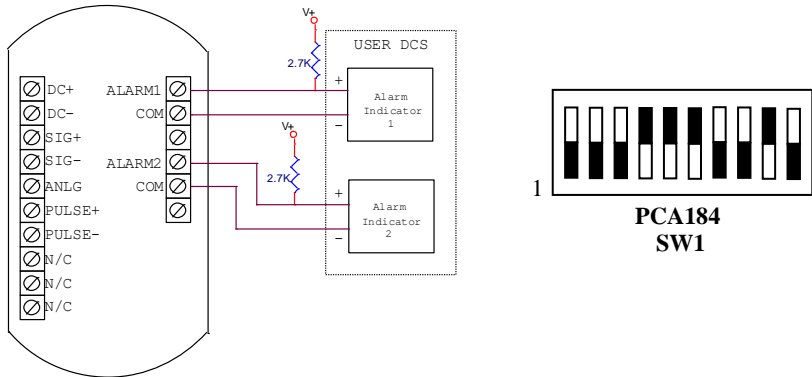 V+
USER DCS
2.7K
DC+
DC-
SIG+
SIG-
ANLG
PULSE+
PULSE-
N/C
N/C
N/C
ALARM1
COM
ALARM2
COM
+
Alarm
Indicator
1
−
V+
2.7K
+
Alarm
Indicator
2
−
1
PCA184
SW1